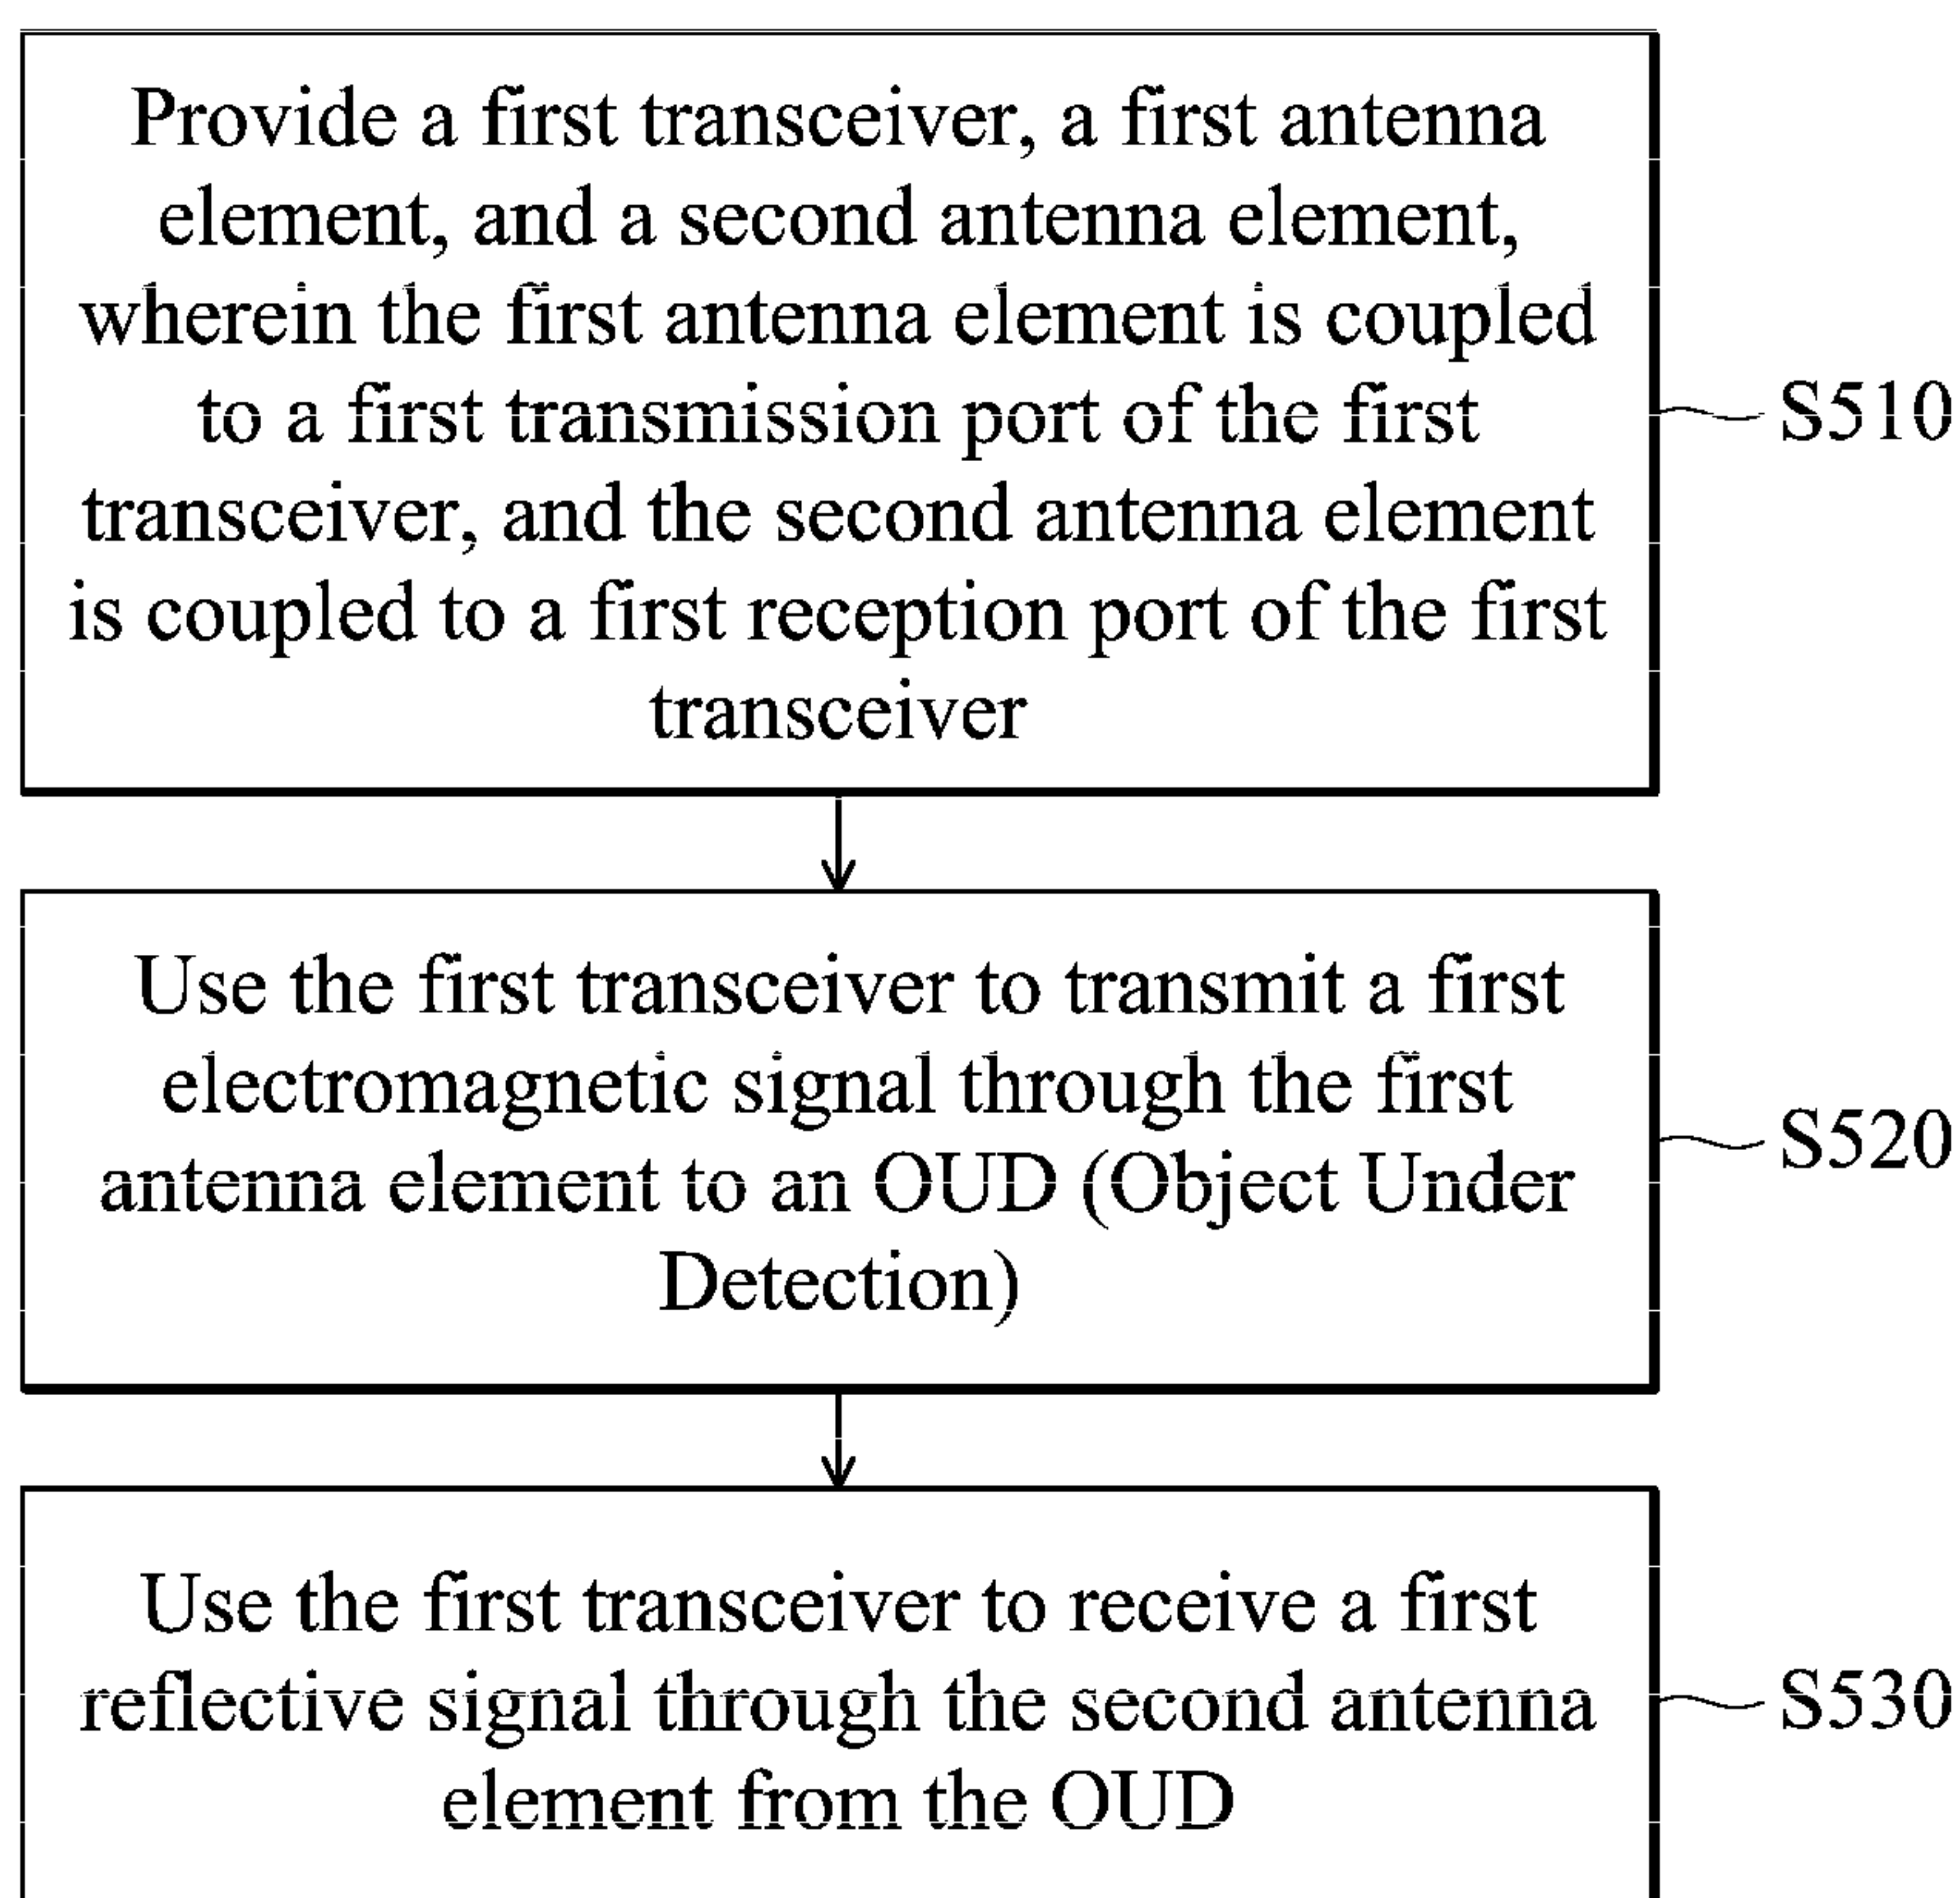 Provide a first transceiver, a first antenna
element, and a second antenna element,
wherein the first antenna element is coupled
to a first transmission port of the first
transceiver, and the second antenna element
is coupled to a first reception port of the first
transceiver
S510
Use the first transceiver to transmit a first
electromagnetic signal through the first
antenna element to an OUD (Object Under
Detection)
S520
Use the first transceiver to receive a first
reflective signal through the second antenna
element from the OUD
S530